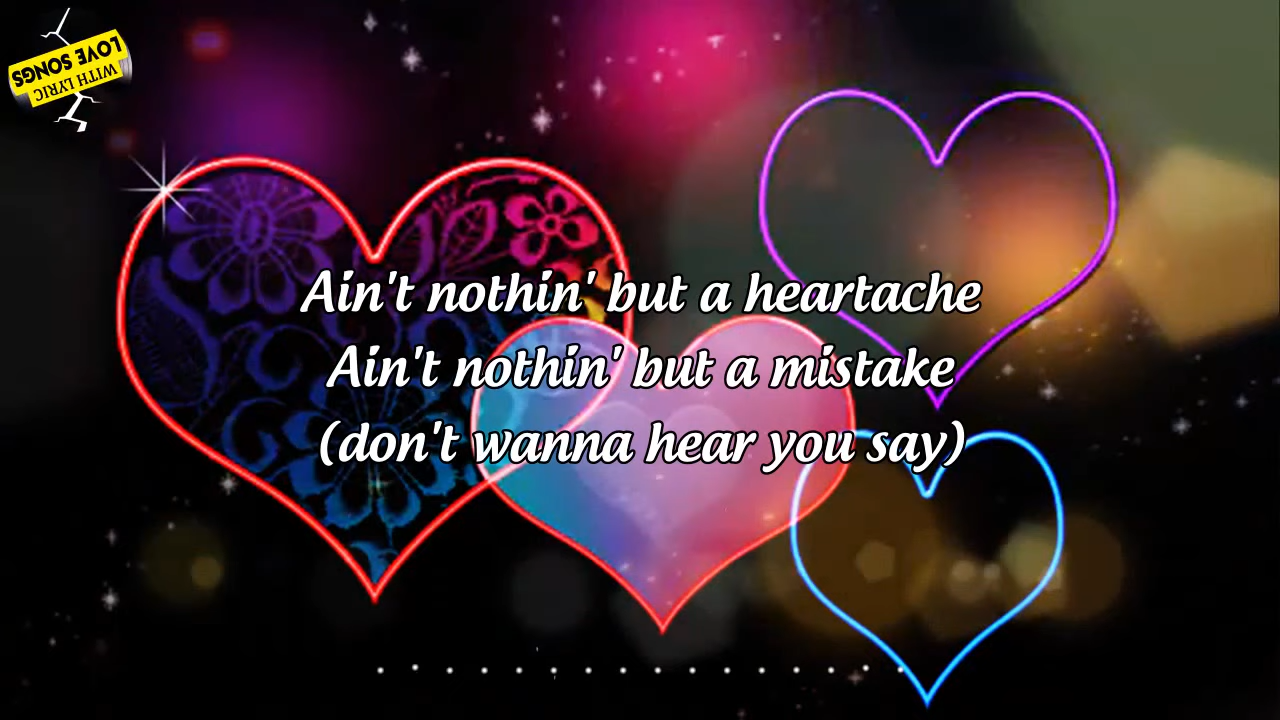 LOVE SONGS
WITH LYRIC
Ain't nothin' but a heartache
Ain't nothin' but a mistake
(don't wanna hear you say)